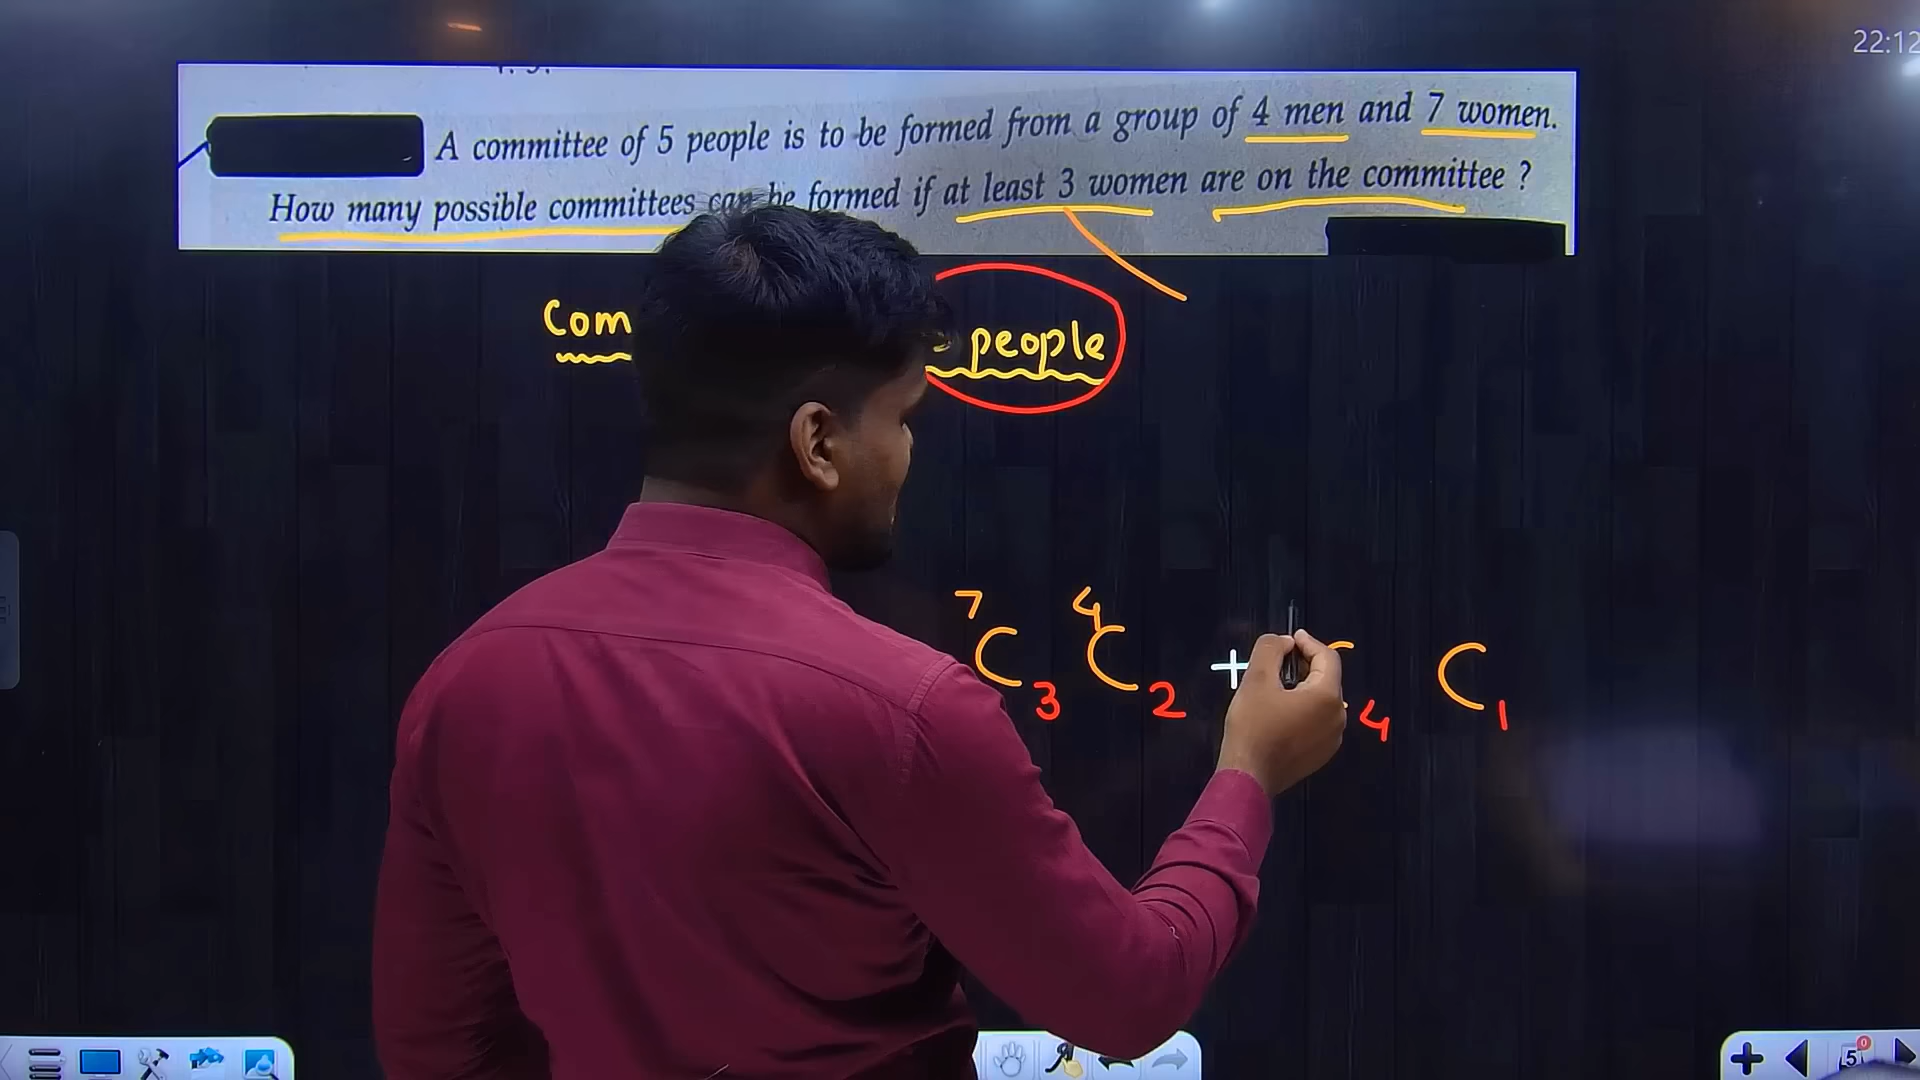 22:12
A committee of 5 people is to be formed from a group of 4 men and 7 women.
How many possible committees can be formed if at least 3 women are on the committee ?
Com people
7C3 4C2 + 4 C1
5 0